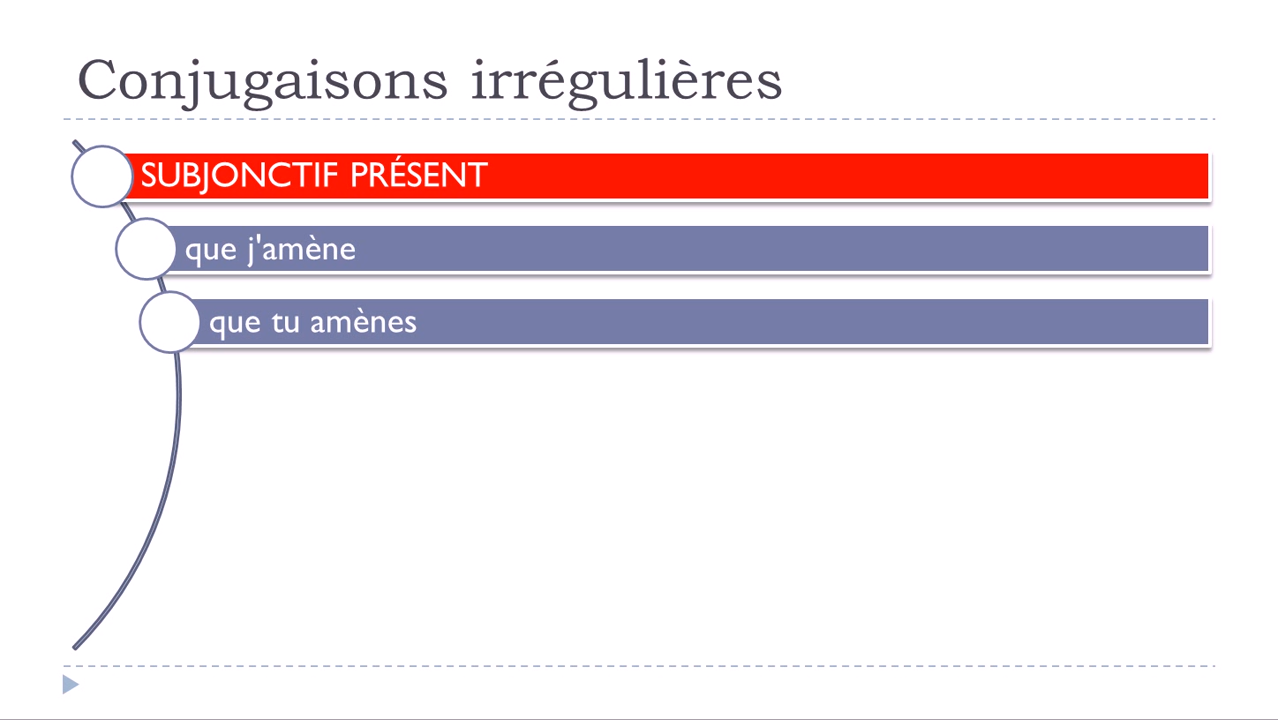 Conjugaisons irrégulières
SUBJONCTIF PRÉSENT
que j'amène
que tu amènes